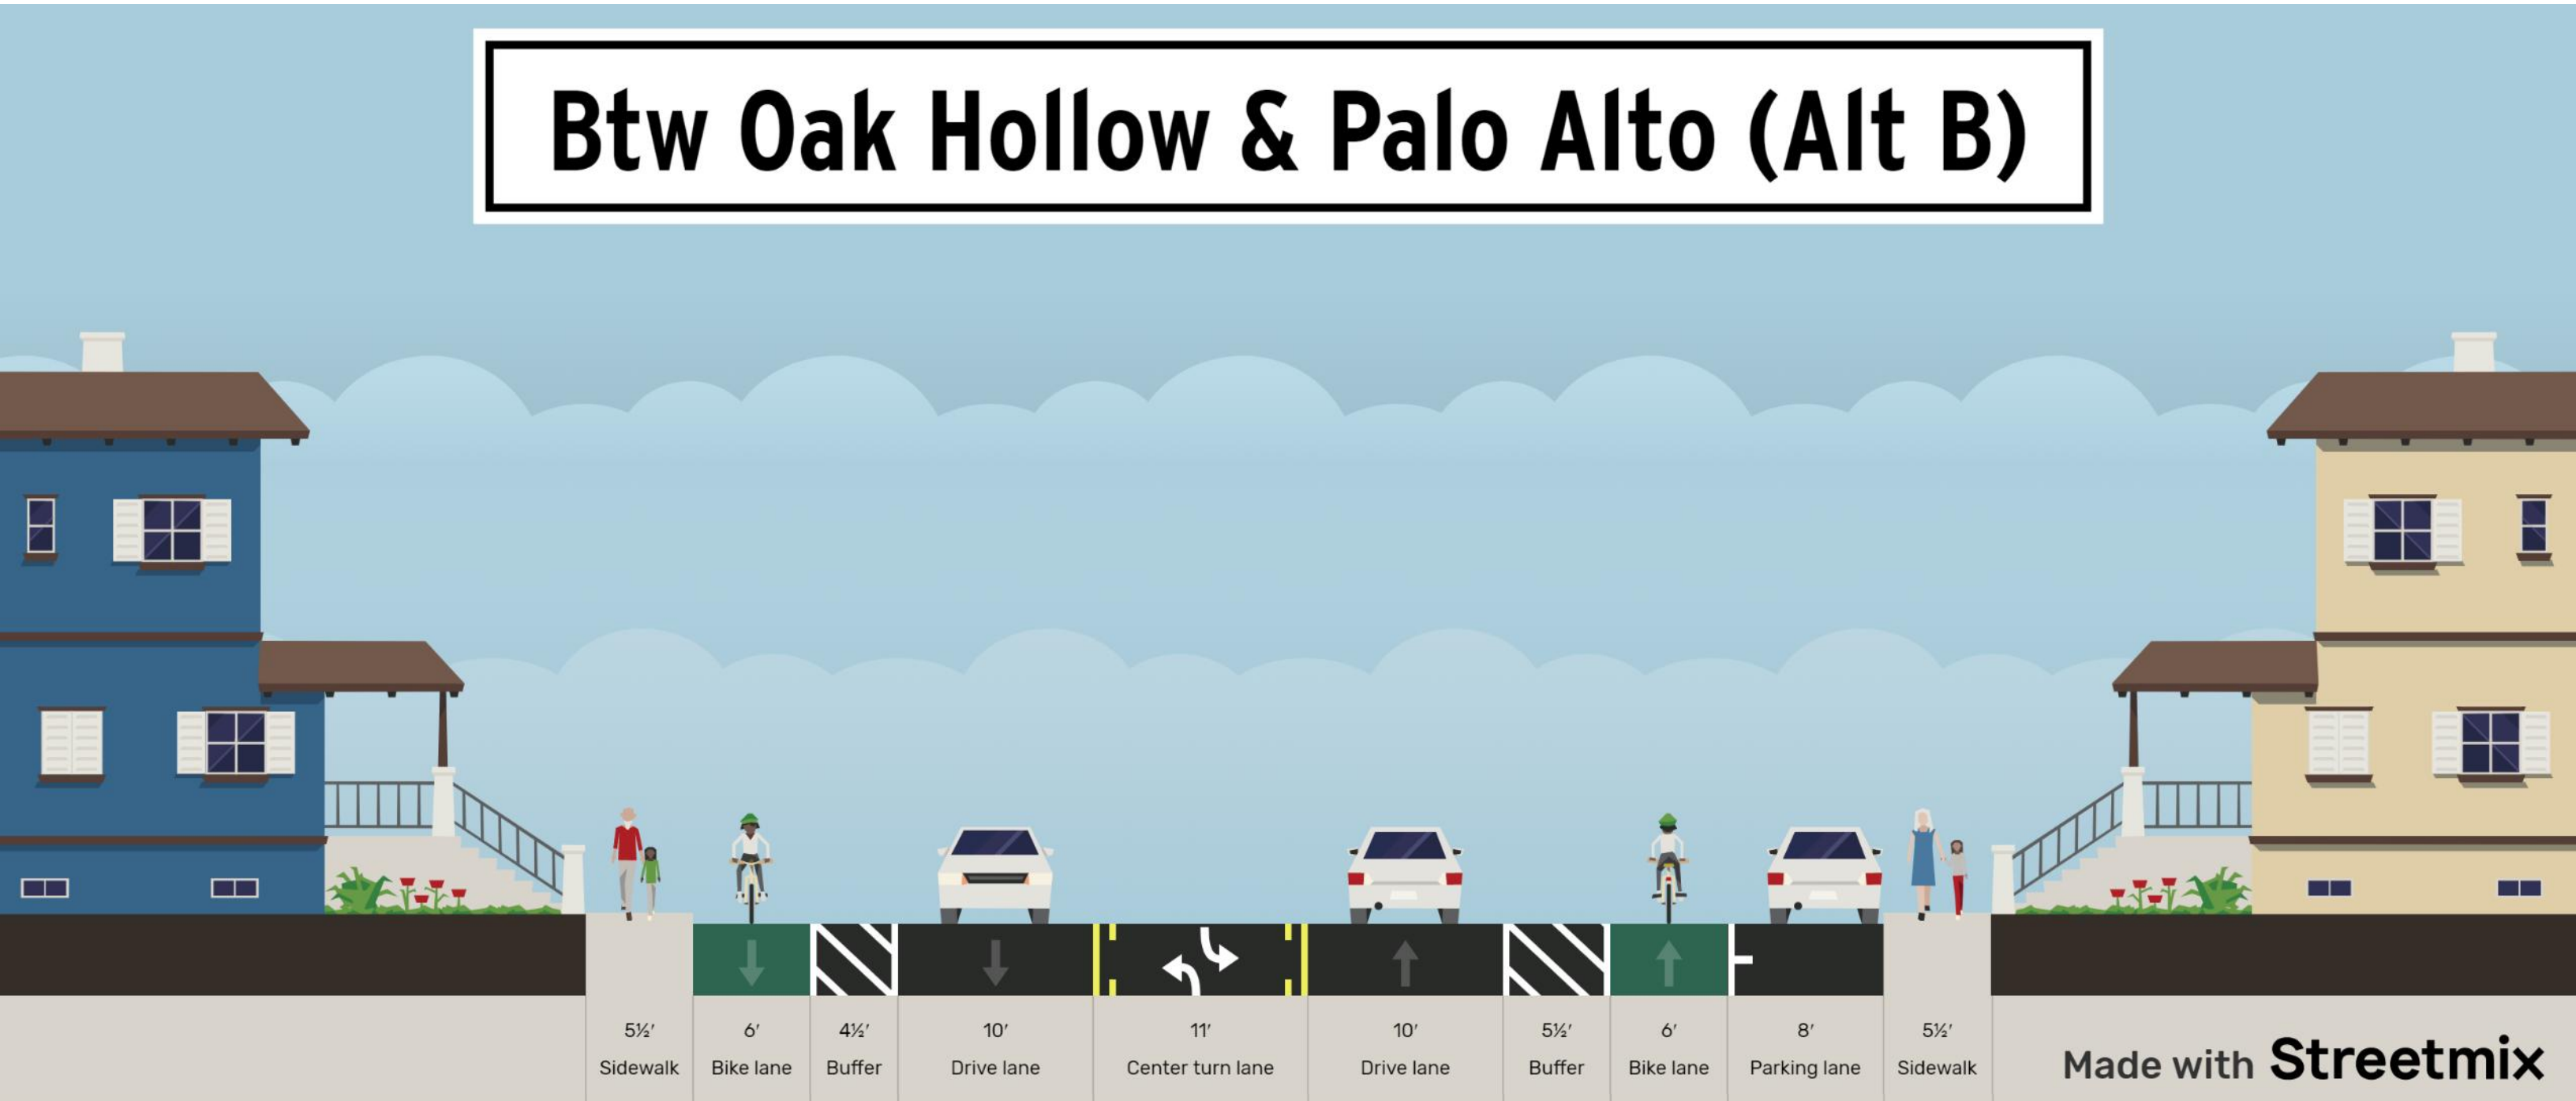 Btw Oak Hollow & Palo Alto (Alt B)
5½′ 6′ 4½′ 10′ 11′ 10′ 5½′ 6′ 8′ 5½′
Sidewalk Bike lane Buffer Drive lane Center turn lane Drive lane Buffer Bike lane Parking lane Sidewalk
Made with Streetmix